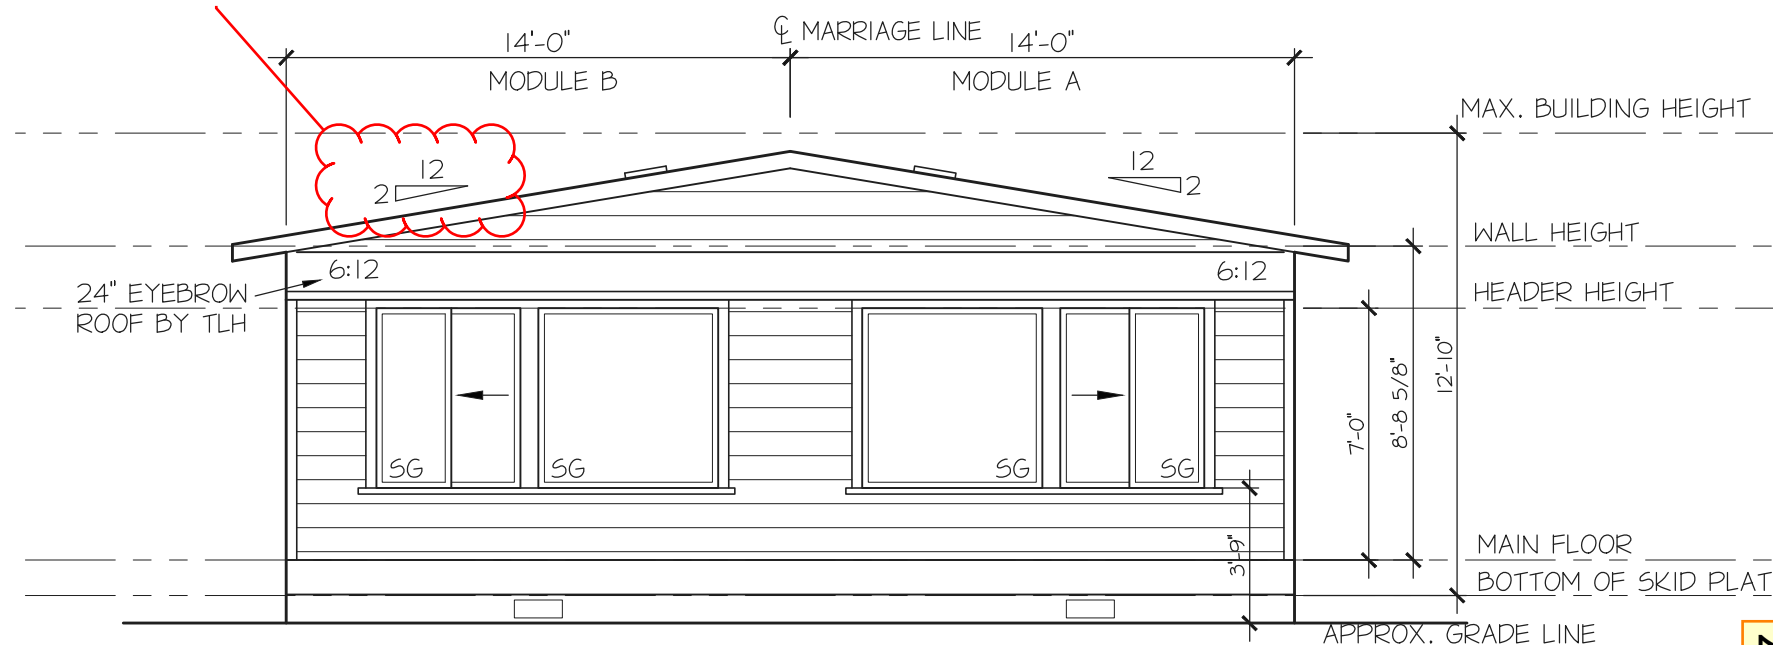 ℄ MARRIAGE LINE
14'-0"
14'-0"
MODULE B
MODULE A
MAX. BUILDING HEIGHT
12
2
12
2
WALL HEIGHT
6:12
6:12
24" EYEBROW
ROOF BY TLH
HEADER HEIGHT
7'-0"
8'-8 5/8"
12'-10"
SG
SG
SG
SG
3'-9"
MAIN FLOOR
BOTTOM OF SKID PLAT
APPROX. GRADE LINE